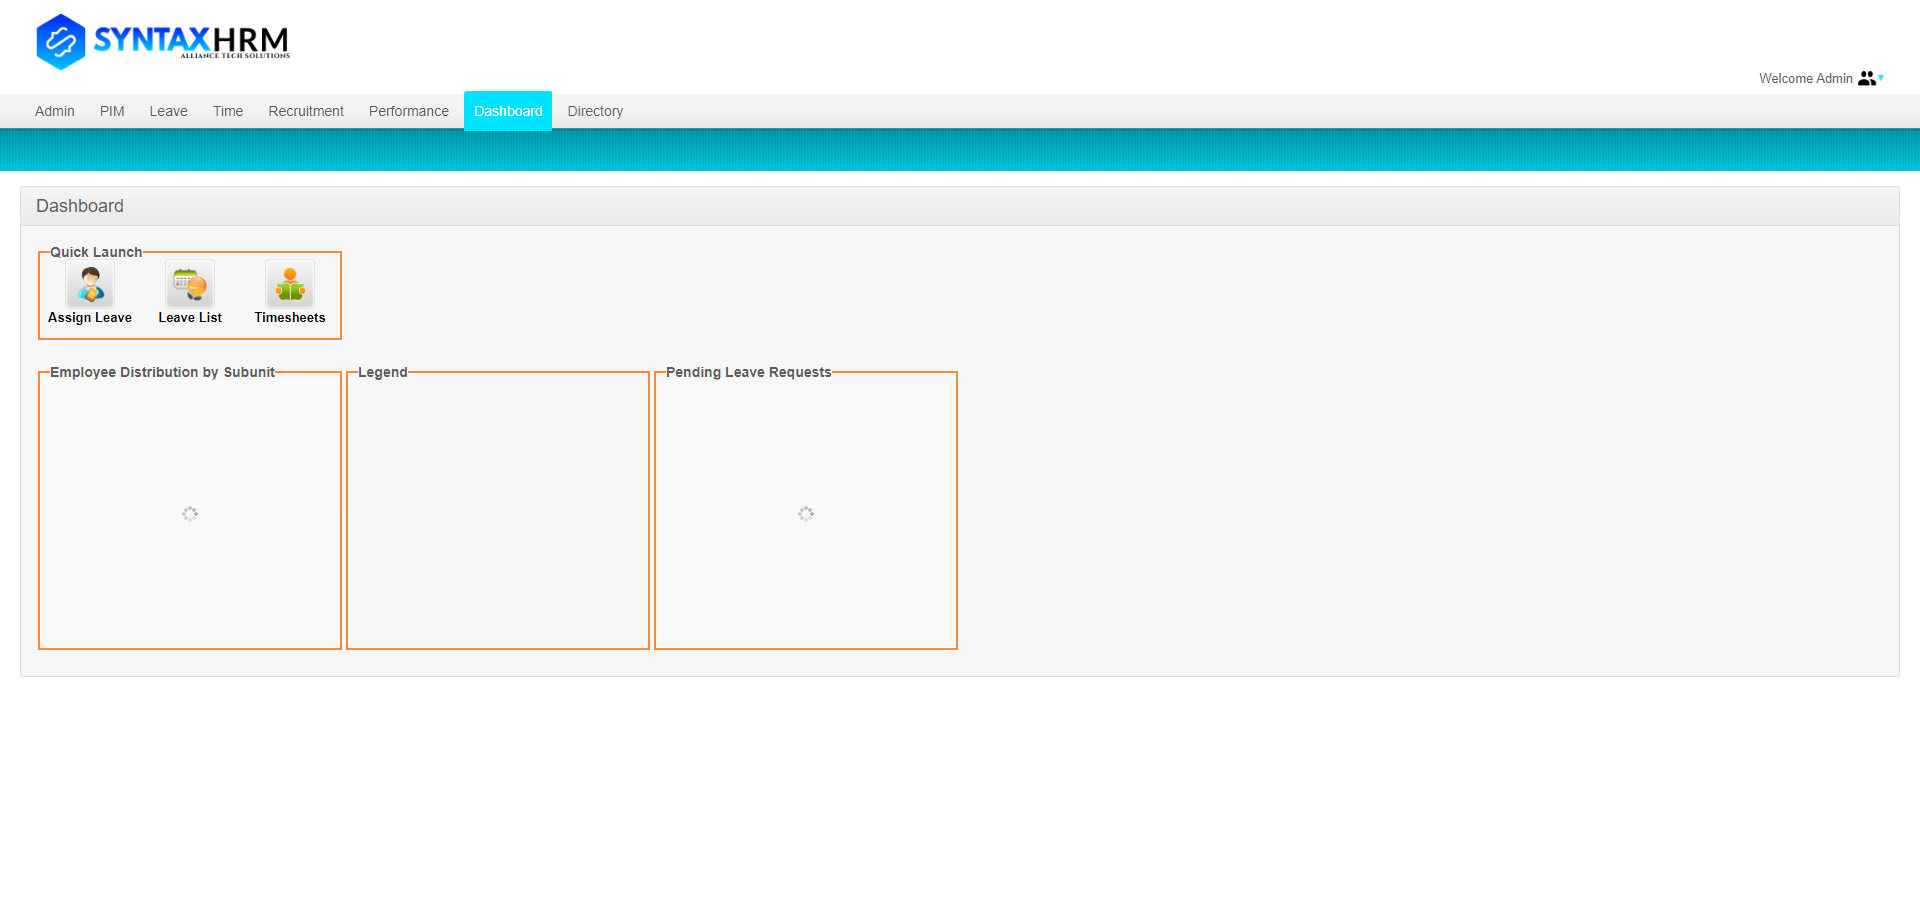 SYNTAXHRM
ALLIANCE TECH SOLUTIONS
Welcome Admin
Admin PIM Leave Time Recruitment Performance Dashboard Directory
Dashboard
Quick Launch
Assign Leave Leave List Timesheets
Employee Distribution by Subunit Legend Pending Leave Requests